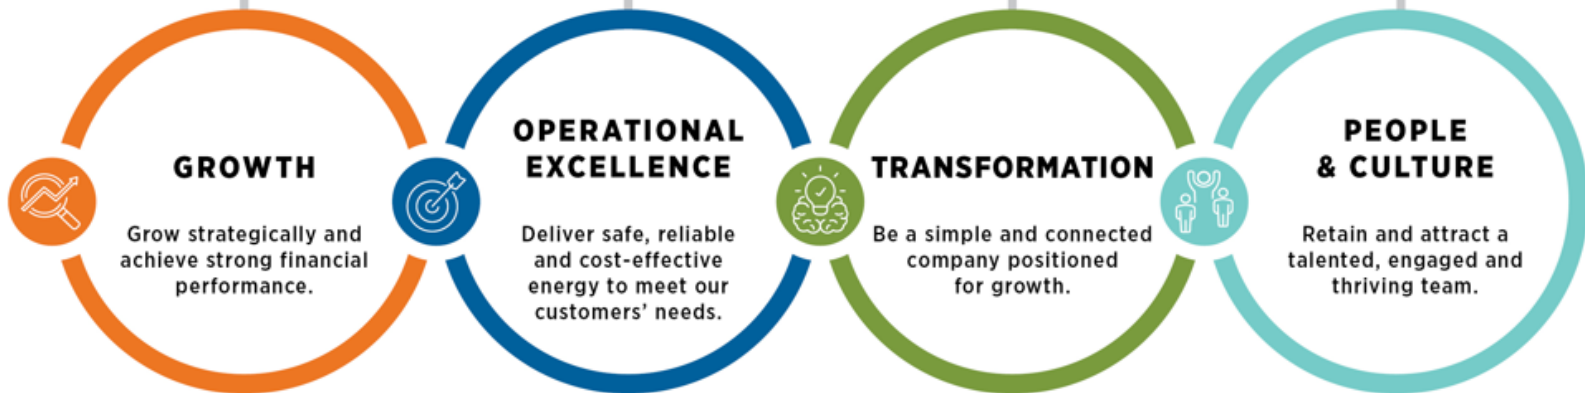 GROWTH
Grow strategically and
achieve strong financial
performance.
OPERATIONAL
EXCELLENCE
Deliver safe, reliable
and cost-effective
energy to meet our
customers’ needs.
TRANSFORMATION
Be a simple and connected
company positioned
for growth.
PEOPLE
& CULTURE
Retain and attract a
talented, engaged and
thriving team.